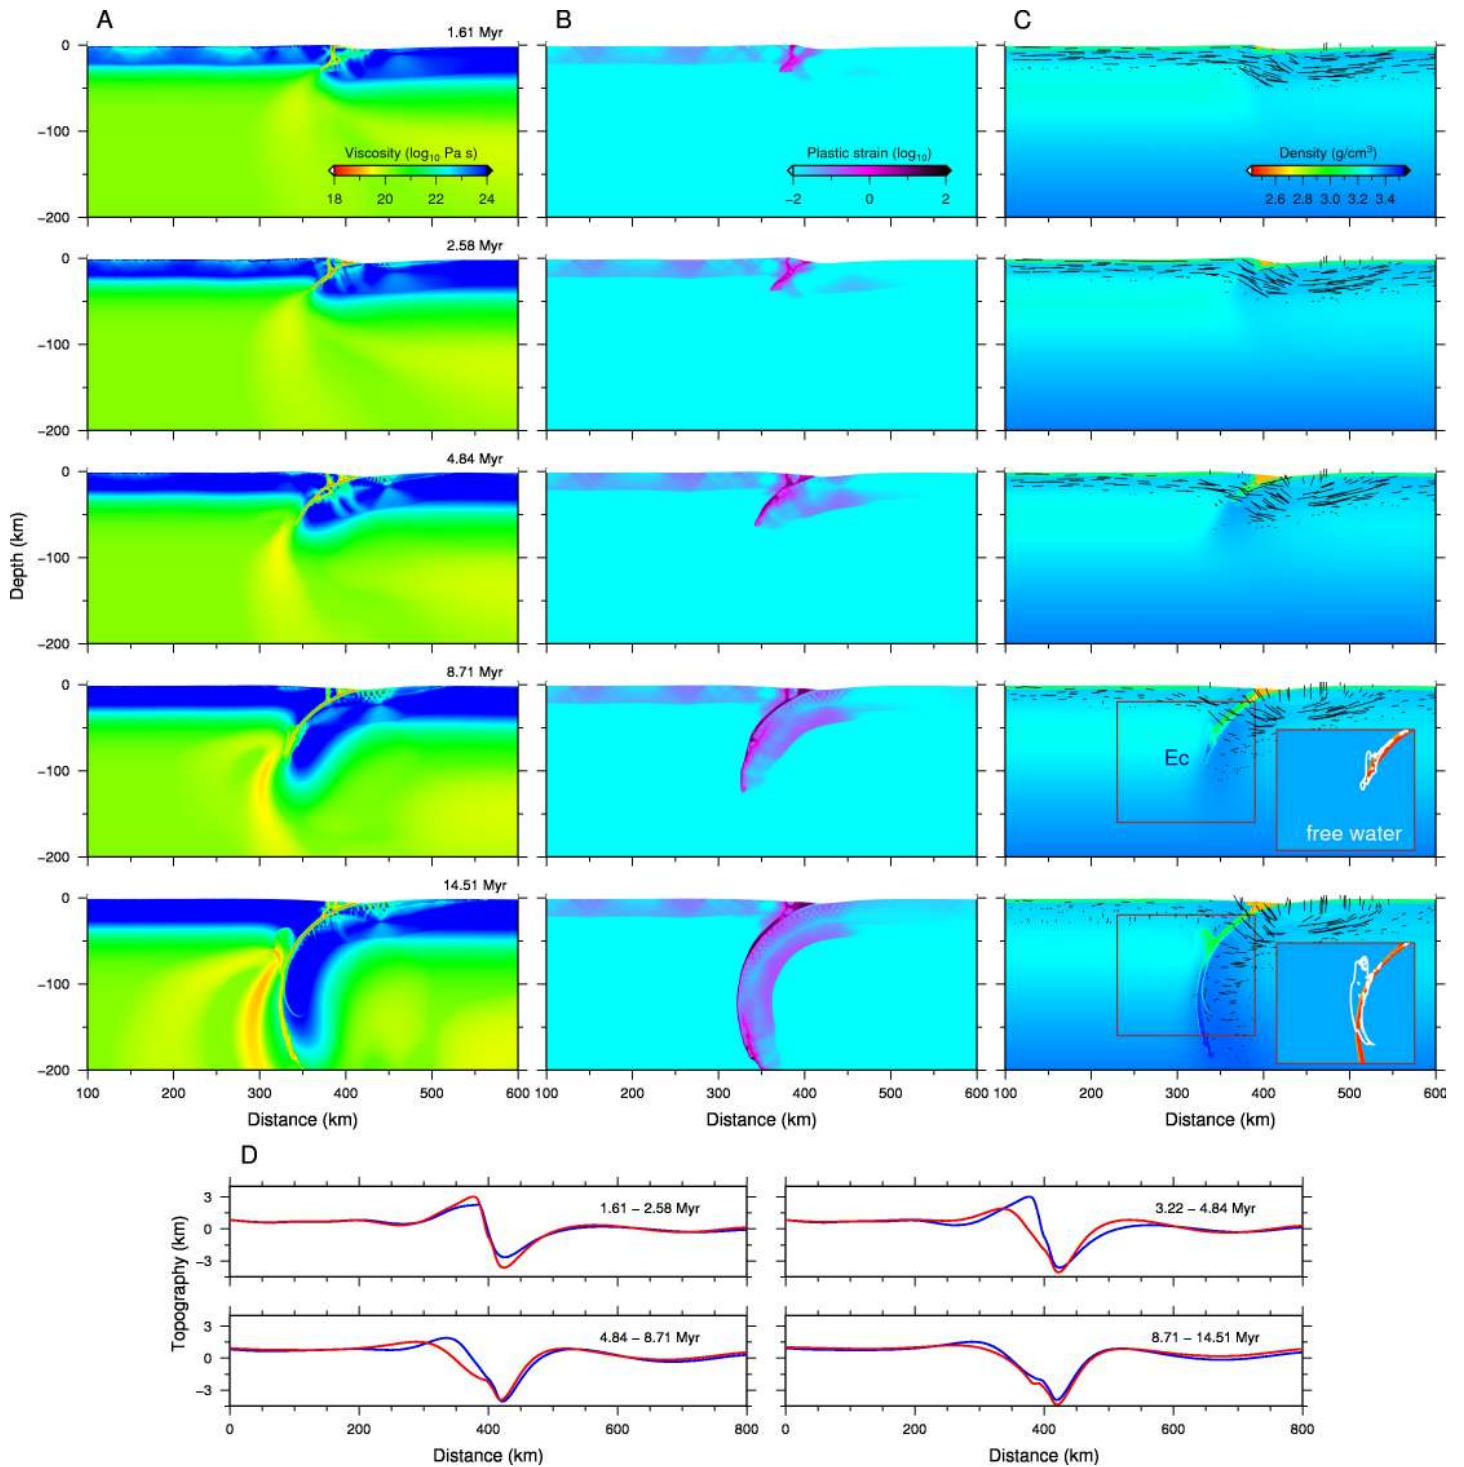 A B C
1.61 Myr
0
−100
−200
Viscosity (log10 Pa s)
18 20 22 24
Plastic strain (log10)
−2 0 2
Density (g/cm3)
2.6 2.8 3.0 3.2 3.4
2.58 Myr
0
−100
−200
4.84 Myr
0
−100
−200
Depth (km)
8.71 Myr
0
−100
−200
Ec
free water
14.51 Myr
0
−100
−200
100 200 300 400 500 600 100 200 300 400 500 600 100 200 300 400 500 600
Distance (km) Distance (km) Distance (km)
D
3
0
−3
1.61 − 2.58 Myr
3.22 − 4.84 Myr
Topography (km)
3
0
−3
4.84 − 8.71 Myr
8.71 − 14.51 Myr
0 200 400 600 800 0 200 400 600 800
Distance (km) Distance (km)